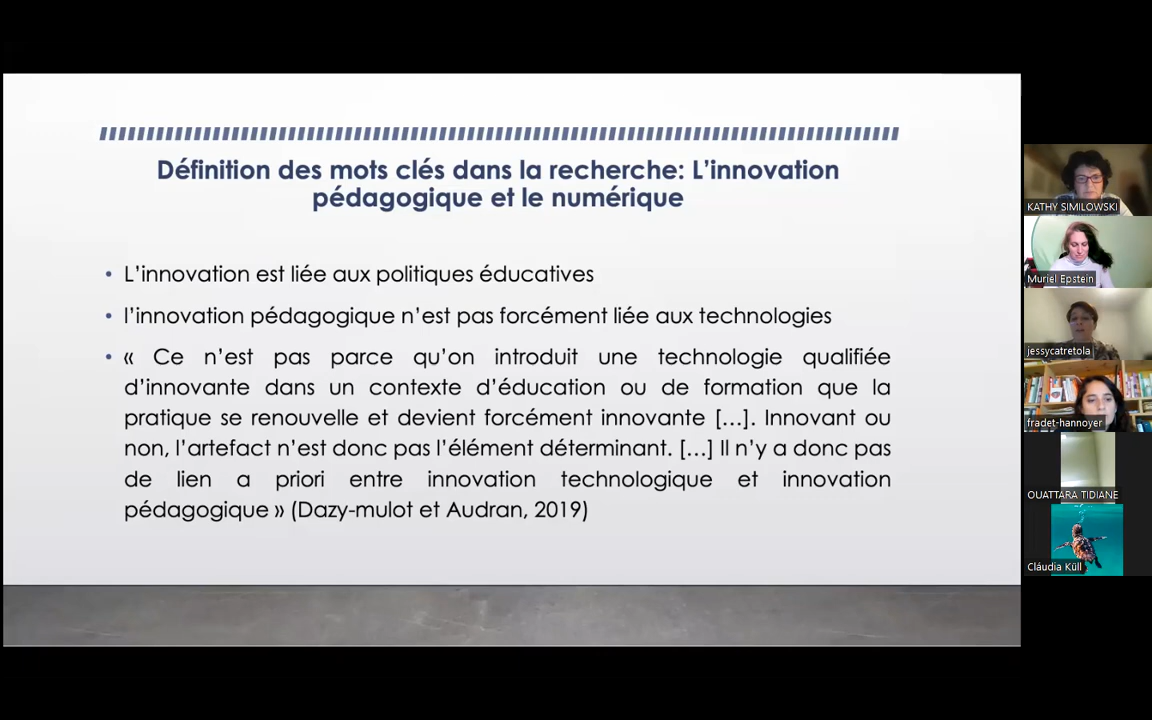 Définition des mots clés dans la recherche: L’innovation
pédagogique et le numérique
• L’innovation est liée aux politiques éducatives
• l’innovation pédagogique n’est pas forcément liée aux technologies
• « Ce n’est pas parce qu’on introduit une technologie qualifiée
d’innovante dans un contexte d’éducation ou de formation que la
pratique se renouvelle et devient forcément innovante […]. Innovant ou
non, l’artefact n’est donc pas l’élément déterminant. […] Il n’y a donc pas
de lien a priori entre innovation technologique et innovation
pédagogique » (Dazy-mulot et Audran, 2019)
KATHY SIMILOWSKI
Muriel Epstein
jessycatretola
fradet-hannoyer
OUATTARA TIDIANE
Cláudia Küll